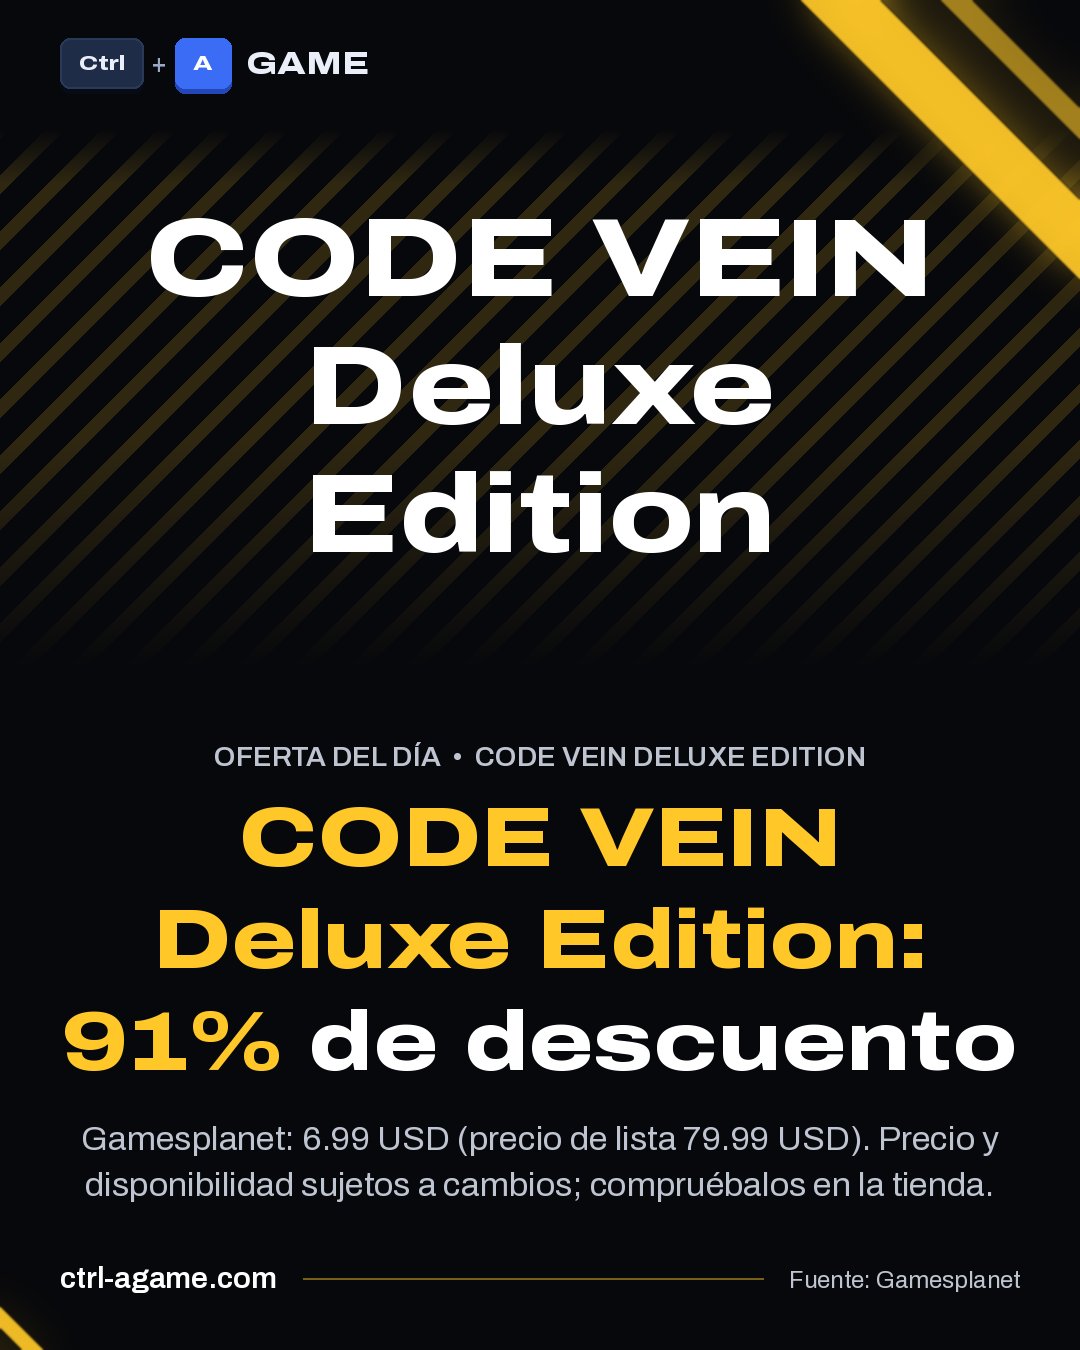 Ctrl + A GAME
CODE VEIN
Deluxe
Edition
OFERTA DEL DÍA • CODE VEIN DELUXE EDITION
CODE VEIN
Deluxe Edition:
91% de descuento
Gamesplanet: 6.99 USD (precio de lista 79.99 USD). Precio y
disponibilidad sujetos a cambios; compruébalos en la tienda.
ctrl-agame.com
Fuente: Gamesplanet